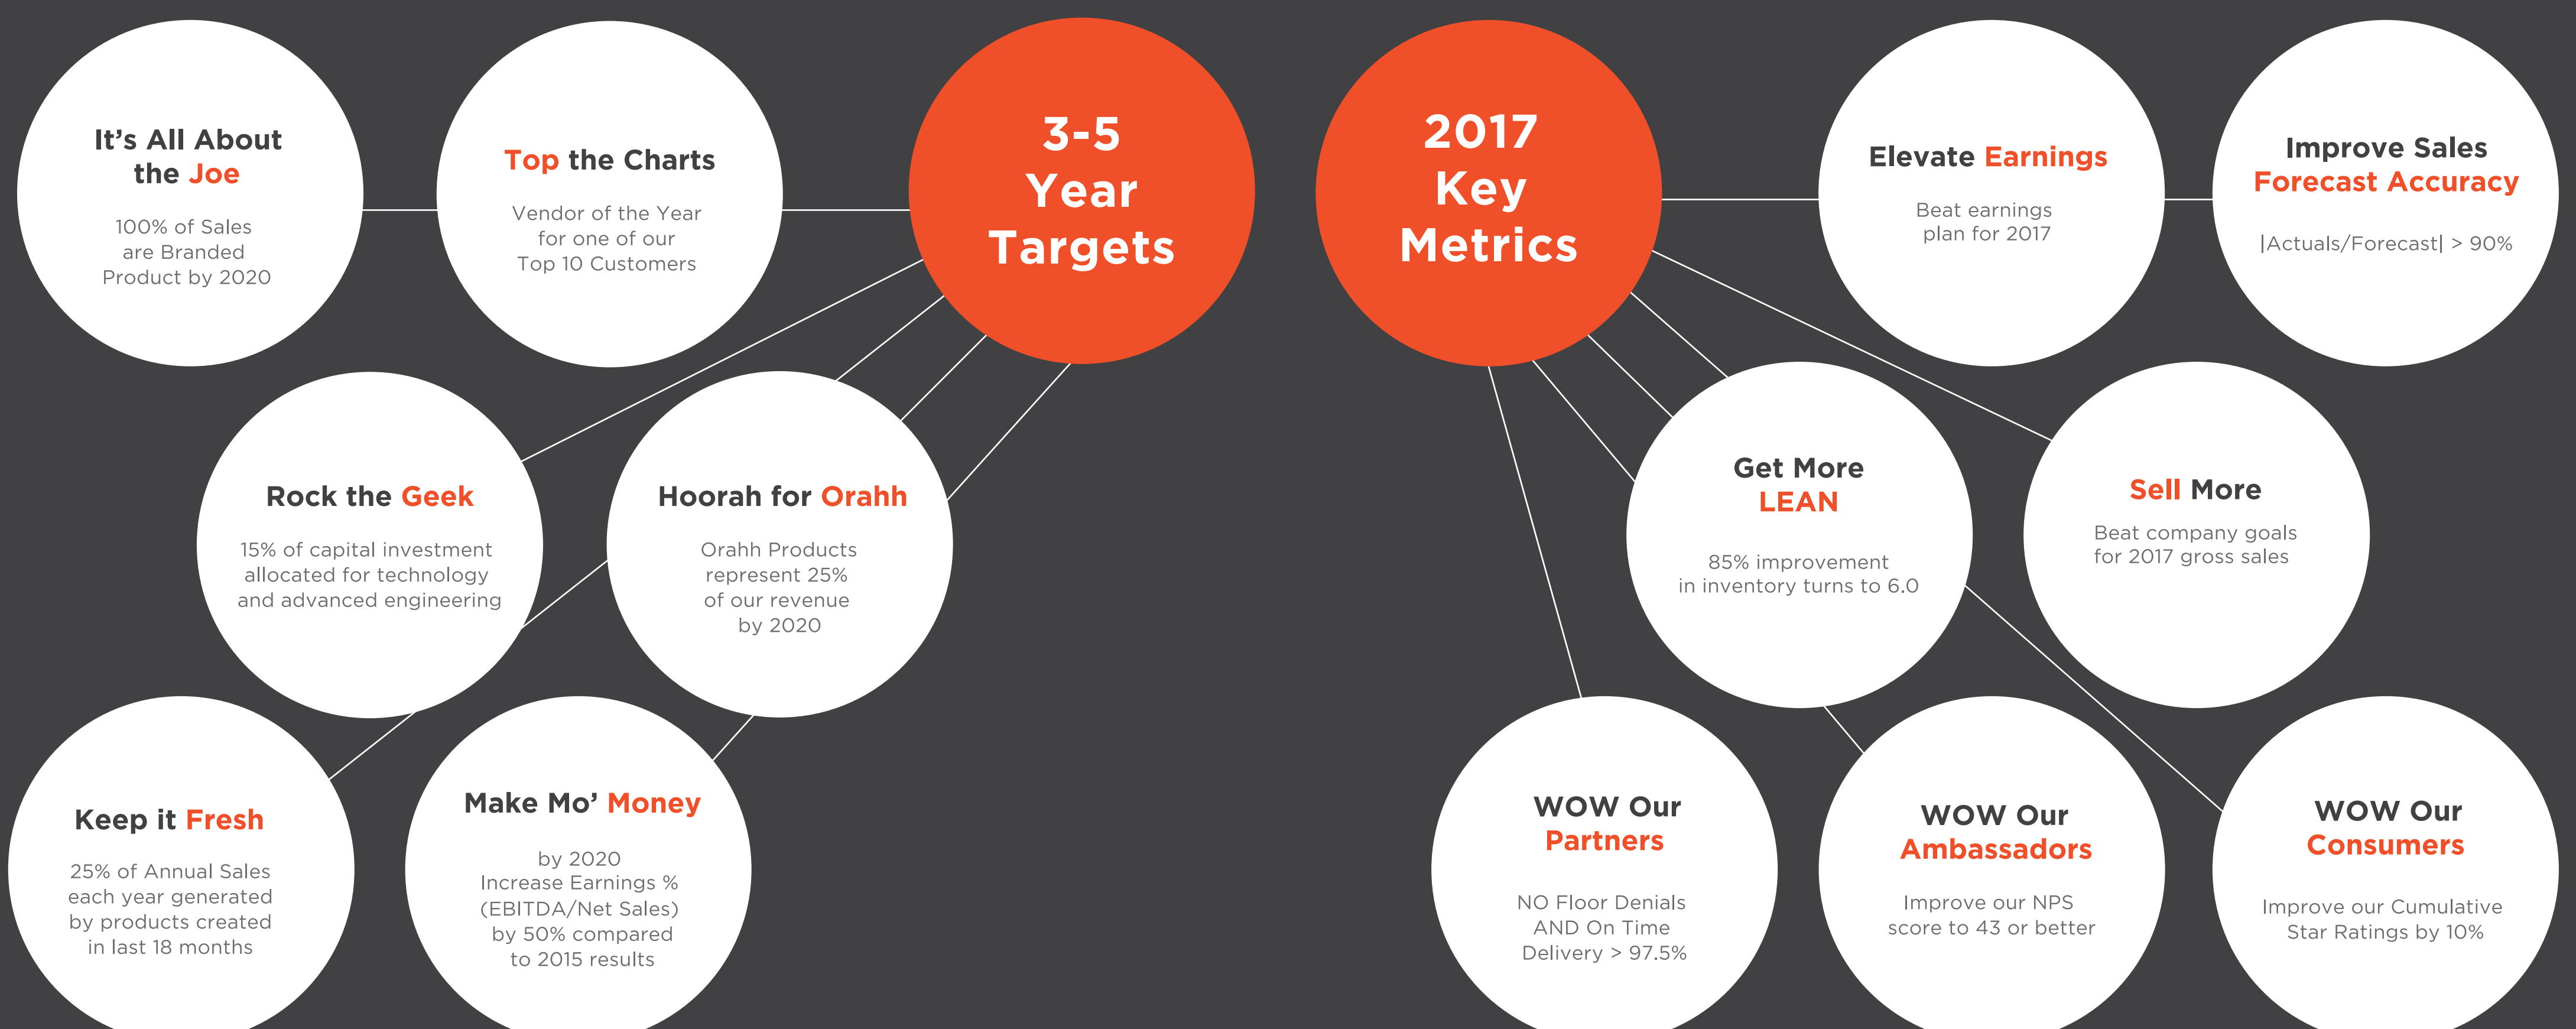 3-5
Year
Targets
It's All About
the Joe
100% of Sales
are Branded
Product by 2020
Top the Charts
Vendor of the Year
for one of our
Top 10 Customers
Rock the Geek
15% of capital investment
allocated for technology
and advanced engineering
Hoorah for Orahh
Orahh Products
represent 25%
of our revenue
by 2020
Keep it Fresh
25% of Annual Sales
each year generated
by products created
in last 18 months
Make Mo' Money
by 2020
Increase Earnings %
(EBITDA/Net Sales)
by 50% compared
to 2015 results
2017
Key
Metrics
Elevate Earnings
Beat earnings
plan for 2017
Improve Sales
Forecast Accuracy
|Actuals/Forecast| > 90%
Get More
LEAN
85% improvement
in inventory turns to 6.0
Sell More
Beat company goals
for 2017 gross sales
WOW Our
Partners
NO Floor Denials
AND On Time
Delivery > 97.5%
WOW Our
Ambassadors
Improve our NPS
score to 43 or better
WOW Our
Consumers
Improve our Cumulative
Star Ratings by 10%